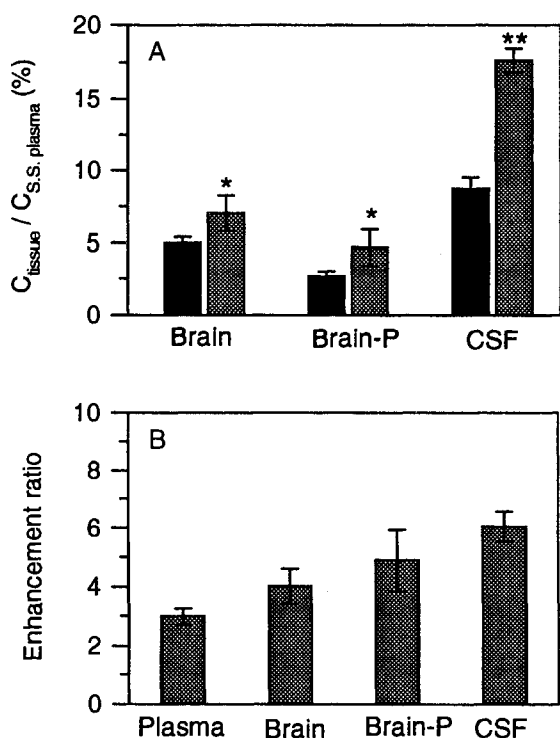 A
C_tissue / C_S.S. plasma (%)
20
15
10
5
0
*
*
**
Brain
Brain-P
CSF
B
Enhancement ratio
10
8
6
4
2
0
Plasma
Brain
Brain-P
CSF